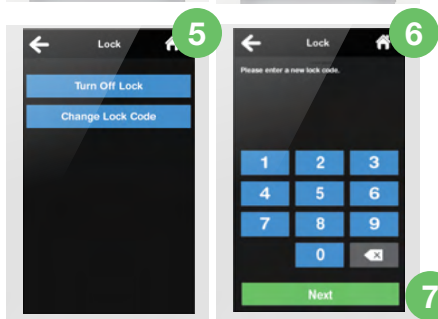 5
Lock
Turn Off Lock
Change Lock Code
6
Lock
Please enter a new lock code.
1 2 3
4 5 6
7 8 9
0
Next
7